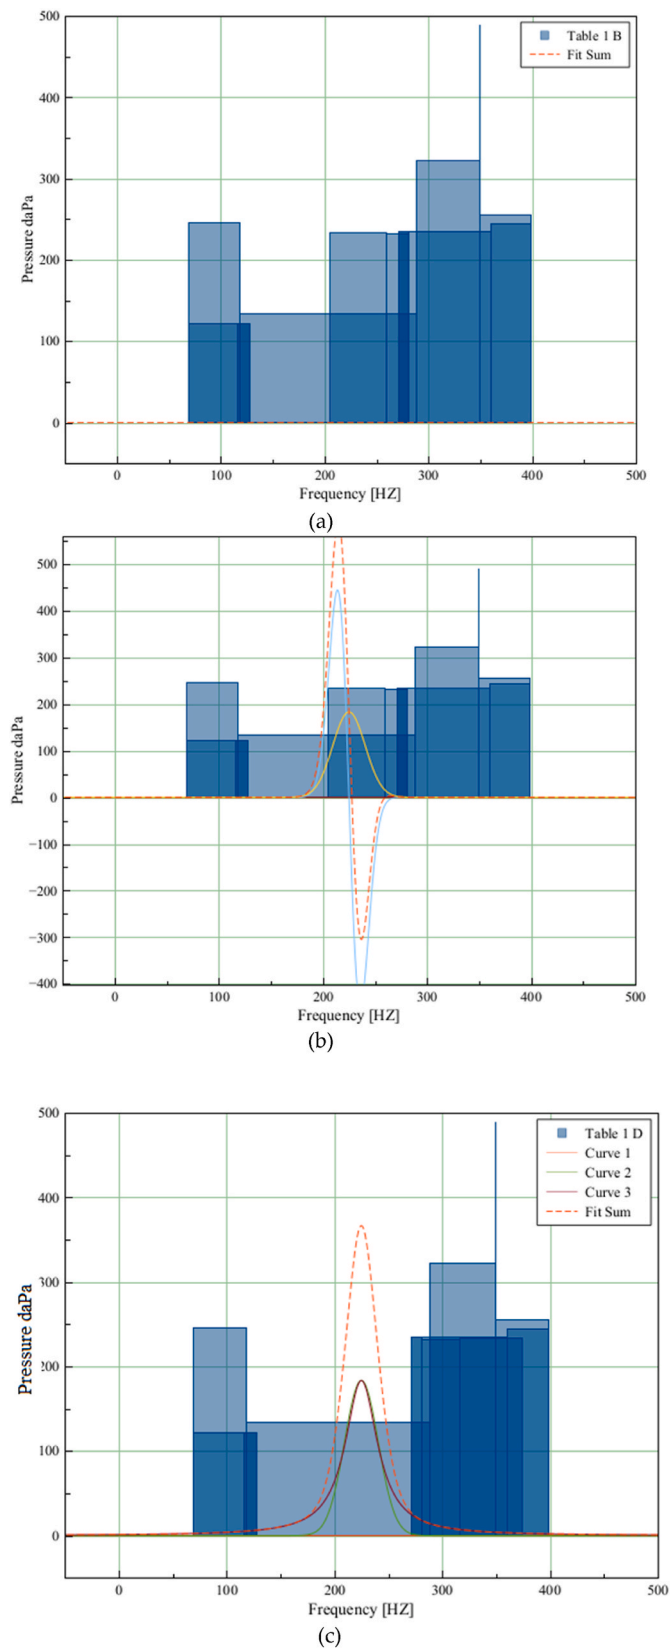 500
400
300
200
100
0
Pressure daPa
Table 1 B
Fit Sum
0
100
200
300
400
500
Frequency [HZ]
(a)
500
400
300
200
100
0
−100
−200
−300
−400
Pressure daPa
0
100
200
300
400
500
Frequency [HZ]
(b)
500
400
300
200
100
0
Pressure daPa
Table 1 D
Curve 1
Curve 2
Curve 3
Fit Sum
0
100
200
300
400
500
Frequency [HZ]
(c)